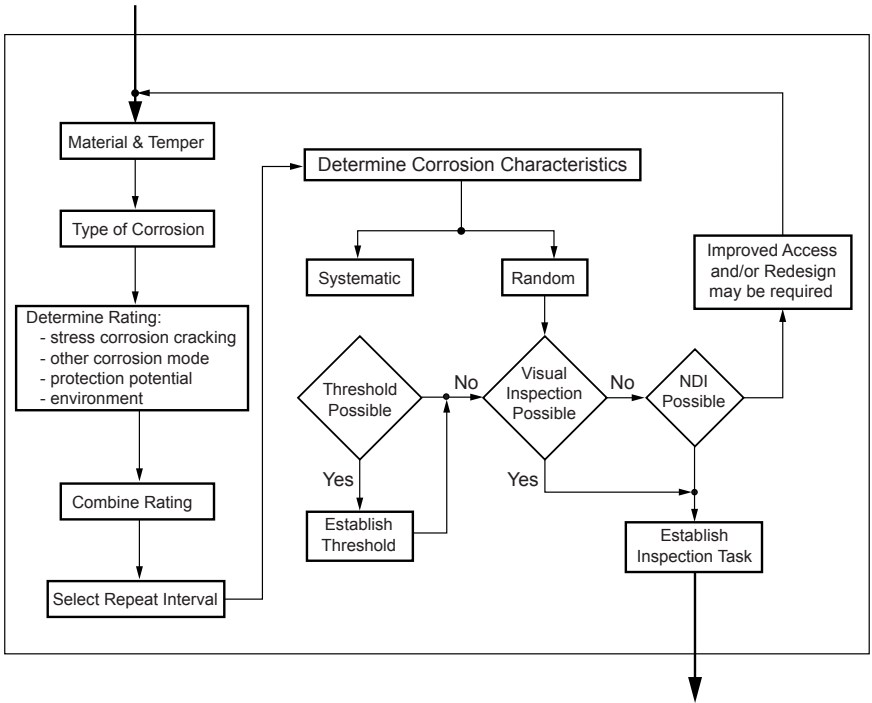 Material & Temper
Type of Corrosion
Determine Rating:
- stress corrosion cracking
- other corrosion mode
- protection potential
- environment
Combine Rating
Select Repeat Interval
Determine Corrosion Characteristics
Systematic
Random
Threshold
Possible
No
Yes
Establish
Threshold
Visual
Inspection
Possible
No
Yes
NDI
Possible
Improved Access
and/or Redesign
may be required
Establish
Inspection Task